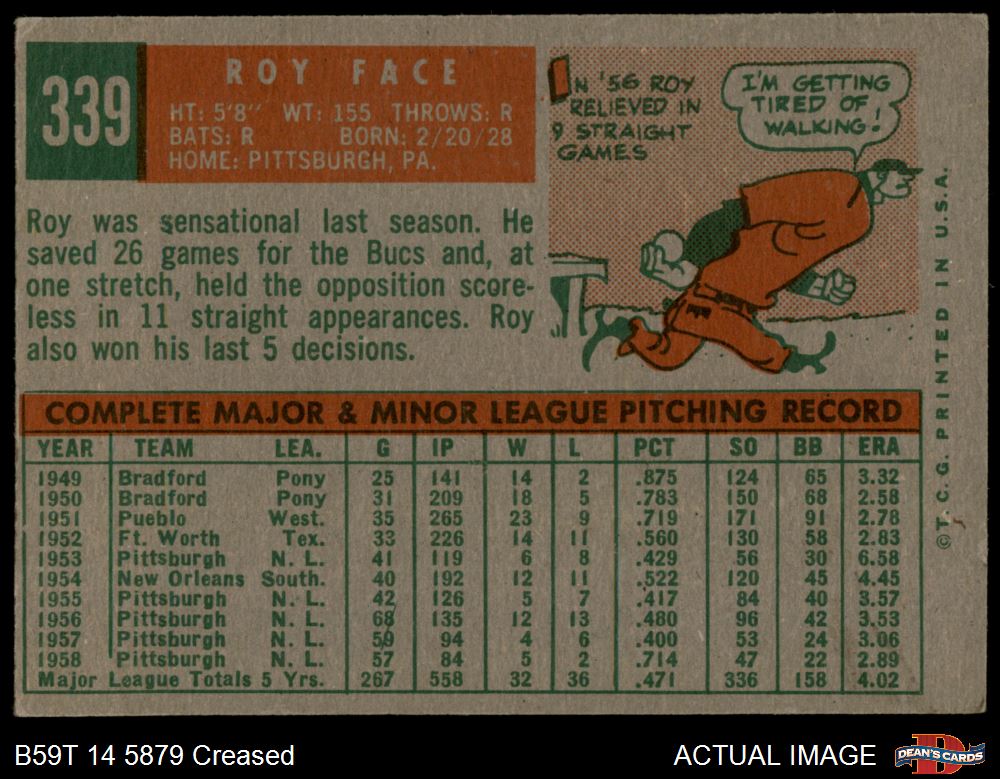 339
ROY FACE
HT: 5'8" WT: 155 THROWS: R
BATS: R BORN: 2/20/28
HOME: PITTSBURGH, PA.
IN '56 ROY
RELIEVED IN
9 STRAIGHT
GAMES
I'M GETTING
TIRED OF
WALKING!
Roy was sensational last season. He
saved 26 games for the Bucs and, at
one stretch, held the opposition score-
less in 11 straight appearances. Roy
also won his last 5 decisions.
COMPLETE MAJOR & MINOR LEAGUE PITCHING RECORD
YEAR TEAM LEA. G IP W L PCT SO BB ERA
1949 Bradford Pony 25 141 14 2 .875 124 65 3.32
1950 Bradford Pony 31 209 18 5 .783 150 68 2.58
1951 Pueblo West. 35 265 23 9 .719 171 91 2.78
1952 Ft. Worth Tex. 33 226 14 11 .560 130 58 2.83
1953 Pittsburgh N. L. 41 119 6 8 .429 56 30 6.58
1954 New Orleans South. 40 192 12 11 .522 120 45 4.45
1955 Pittsburgh N. L. 42 126 5 7 .417 84 40 3.57
1956 Pittsburgh N. L. 68 135 12 13 .480 96 42 3.53
1957 Pittsburgh N. L. 59 94 4 6 .400 53 24 3.06
1958 Pittsburgh N. L. 57 84 5 2 .714 47 22 2.89
Major League Totals 5 Yrs. 267 558 32 36 .471 336 158 4.02
© T. C. G. PRINTED IN U.S.A.
B59T 14 5879 Creased
ACTUAL IMAGE
DEAN'S CARDS